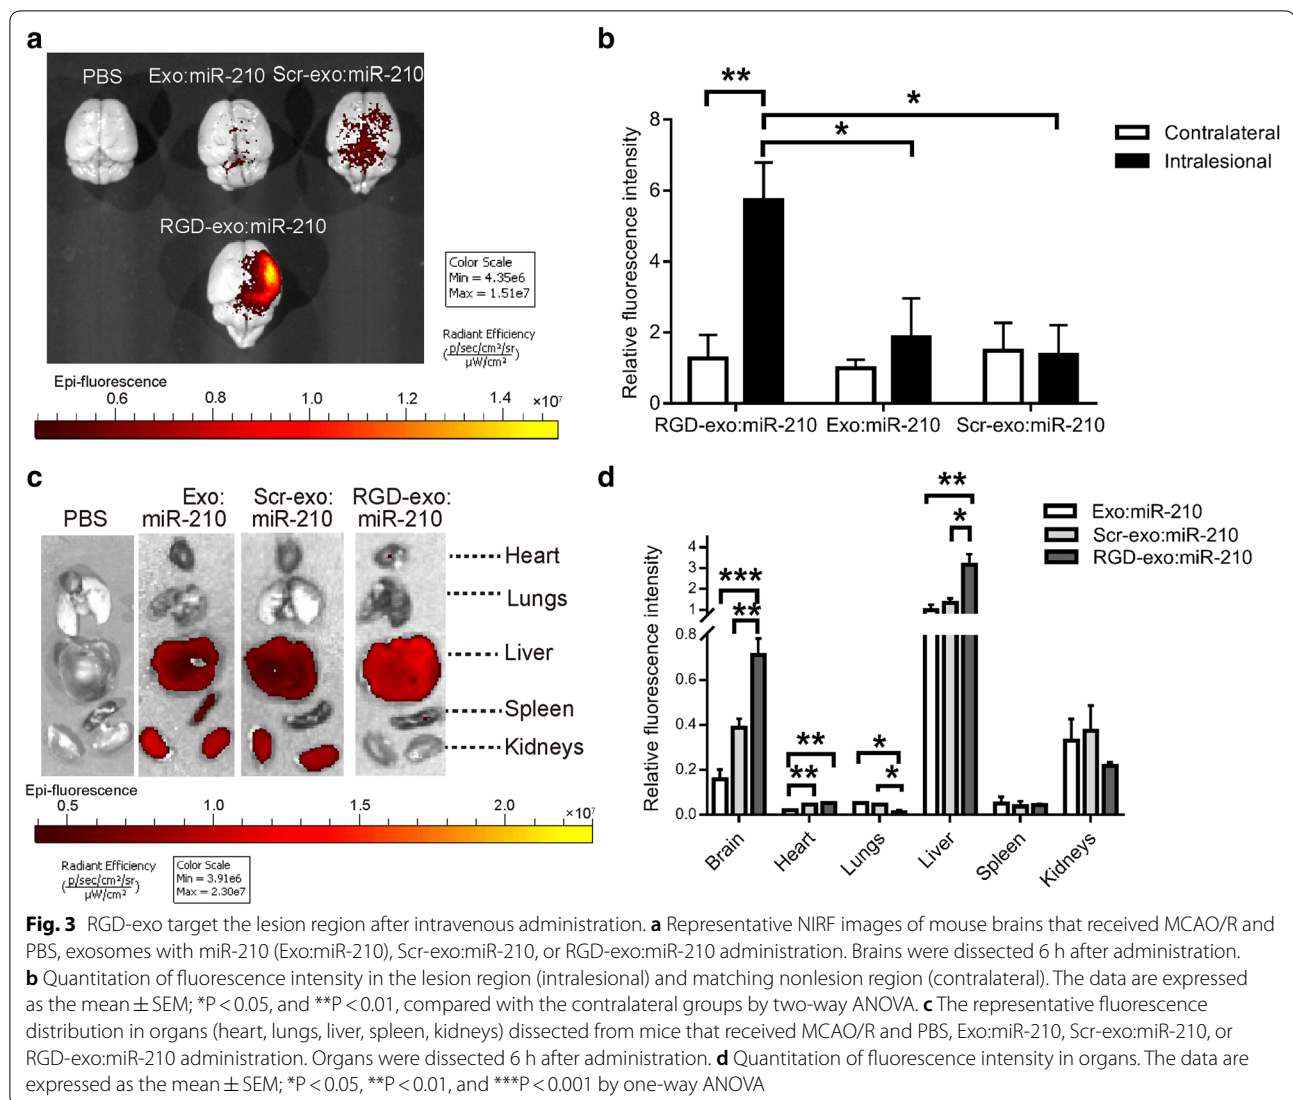 a
PBS Exo:miR-210 Scr-exo:miR-210
RGD-exo:miR-210
Color Scale
Min = 4.35e6
Max = 1.51e7
Radiant Efficiency
(p/sec/cm²/sr
µW/cm²)
Epi-fluorescence
0.6 0.8 1.0 1.2 1.4 ×10⁷
b
** * *
Relative fluorescence intensity
8
6
4
2
0
RGD-exo:miR-210 Exo:miR-210 Scr-exo:miR-210
Contralateral
Intralesional
c
PBS Exo: miR-210 Scr-exo: miR-210 RGD-exo: miR-210
Heart
Lungs
Liver
Spleen
Kidneys
Epi-fluorescence
0.5 1.0 1.5 2.0 ×10⁷
Radiant Efficiency
(p/sec/cm²/sr
µW/cm²)
Color Scale
Min = 3.91e6
Max = 2.30e7
d
Exo:miR-210
Scr-exo:miR-210
RGD-exo:miR-210
Relative fluorescence intensity
4
3
2
1
0.8
0.6
0.4
0.2
0.0
*** ** ** ** * * ** *
Brain Heart Lungs Liver Spleen Kidneys
Fig. 3 RGD-exo target the lesion region after intravenous administration. a Representative NIRF images of mouse brains that received MCAO/R and
PBS, exosomes with miR-210 (Exo:miR-210), Scr-exo:miR-210, or RGD-exo:miR-210 administration. Brains were dissected 6 h after administration.
b Quantitation of fluorescence intensity in the lesion region (intralesional) and matching nonlesion region (contralateral). The data are expressed
as the mean ± SEM; *P < 0.05, and **P < 0.01, compared with the contralateral groups by two-way ANOVA. c The representative fluorescence
distribution in organs (heart, lungs, liver, spleen, kidneys) dissected from mice that received MCAO/R and PBS, Exo:miR-210, Scr-exo:miR-210, or
RGD-exo:miR-210 administration. Organs were dissected 6 h after administration. d Quantitation of fluorescence intensity in organs. The data are
expressed as the mean ± SEM; *P < 0.05, **P < 0.01, and ***P < 0.001 by one-way ANOVA